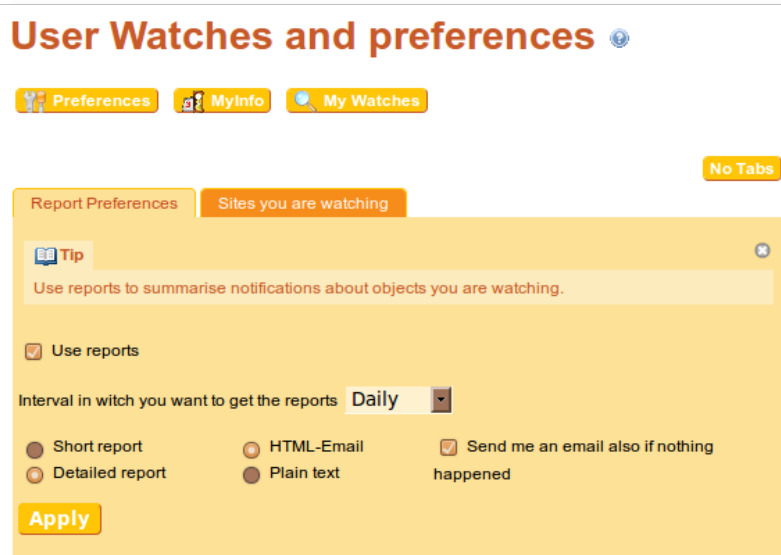 User Watches and preferences
Preferences MyInfo My Watches
No Tabs
Report Preferences Sites you are watching
Tip
Use reports to summarise notifications about objects you are watching.
Use reports
Interval in witch you want to get the reports Daily
Short report HTML-Email Send me an email also if nothing
Detailed report Plain text happened
Apply